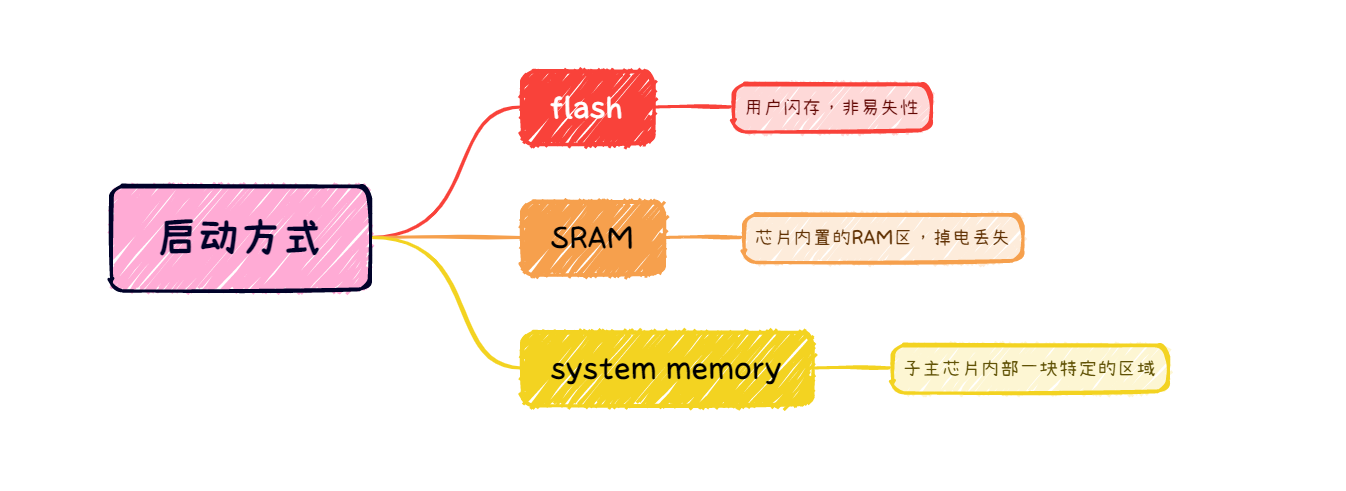 启动方式
flash
用户闪存，非易失性
SRAM
芯片内置的RAM区，掉电丢失
system memory
子主芯片内部一块特定的区域